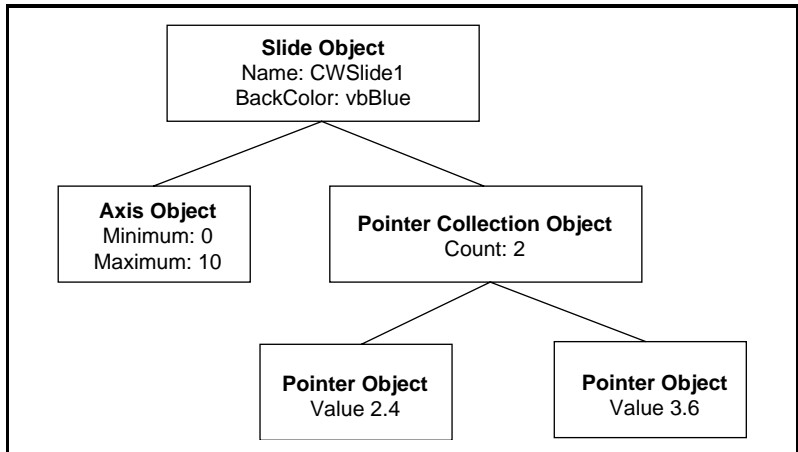 Slide Object
Name: CWSlide1
BackColor: vbBlue
Axis Object
Minimum: 0
Maximum: 10
Pointer Collection Object
Count: 2
Pointer Object
Value 2.4
Pointer Object
Value 3.6